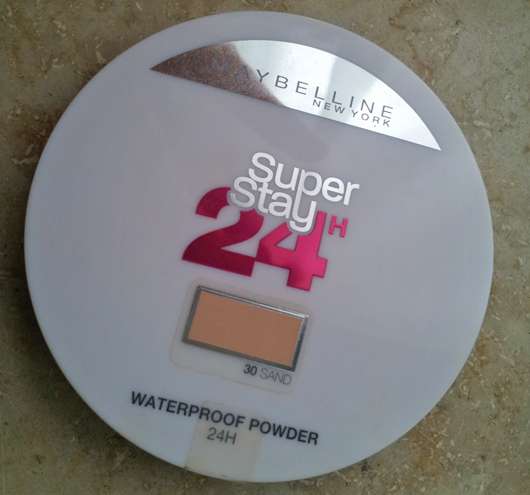 YBELLINE
NEW YORK
Super
Stay
24H
30 SAND
WATERPROOF POWDER
24H